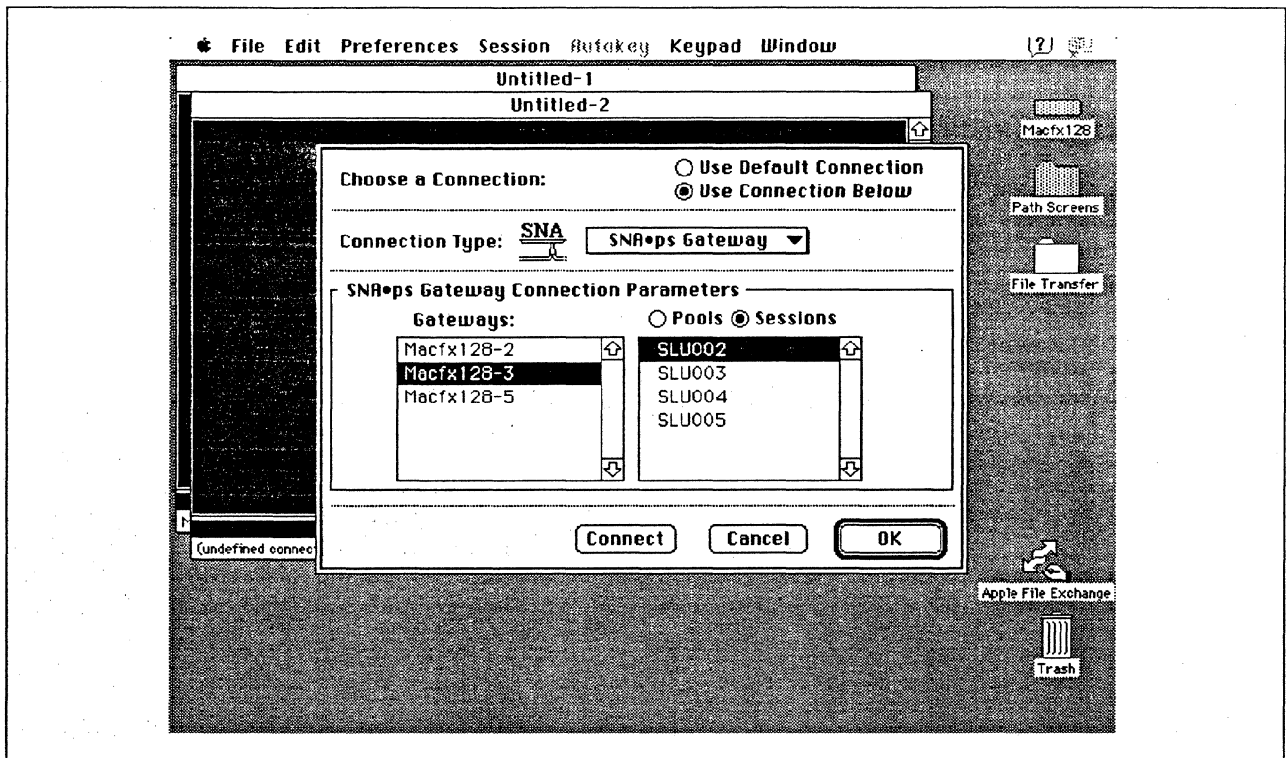 File Edit Preferences Session Autokey Keypad Window
Untitled-1
Untitled-2
Macfx128
Path Screens
File Transfer
Choose a Connection:
Use Default Connection
Use Connection Below
Connection Type: SNA SNA•ps Gateway
SNA•ps Gateway Connection Parameters
Gateways:
Pools Sessions
Macfx128-2
Macfx128-3
Macfx128-5
SLU002
SLU003
SLU004
SLU005
Connect Cancel OK
(undefined connec
Apple File Exchange
Trash